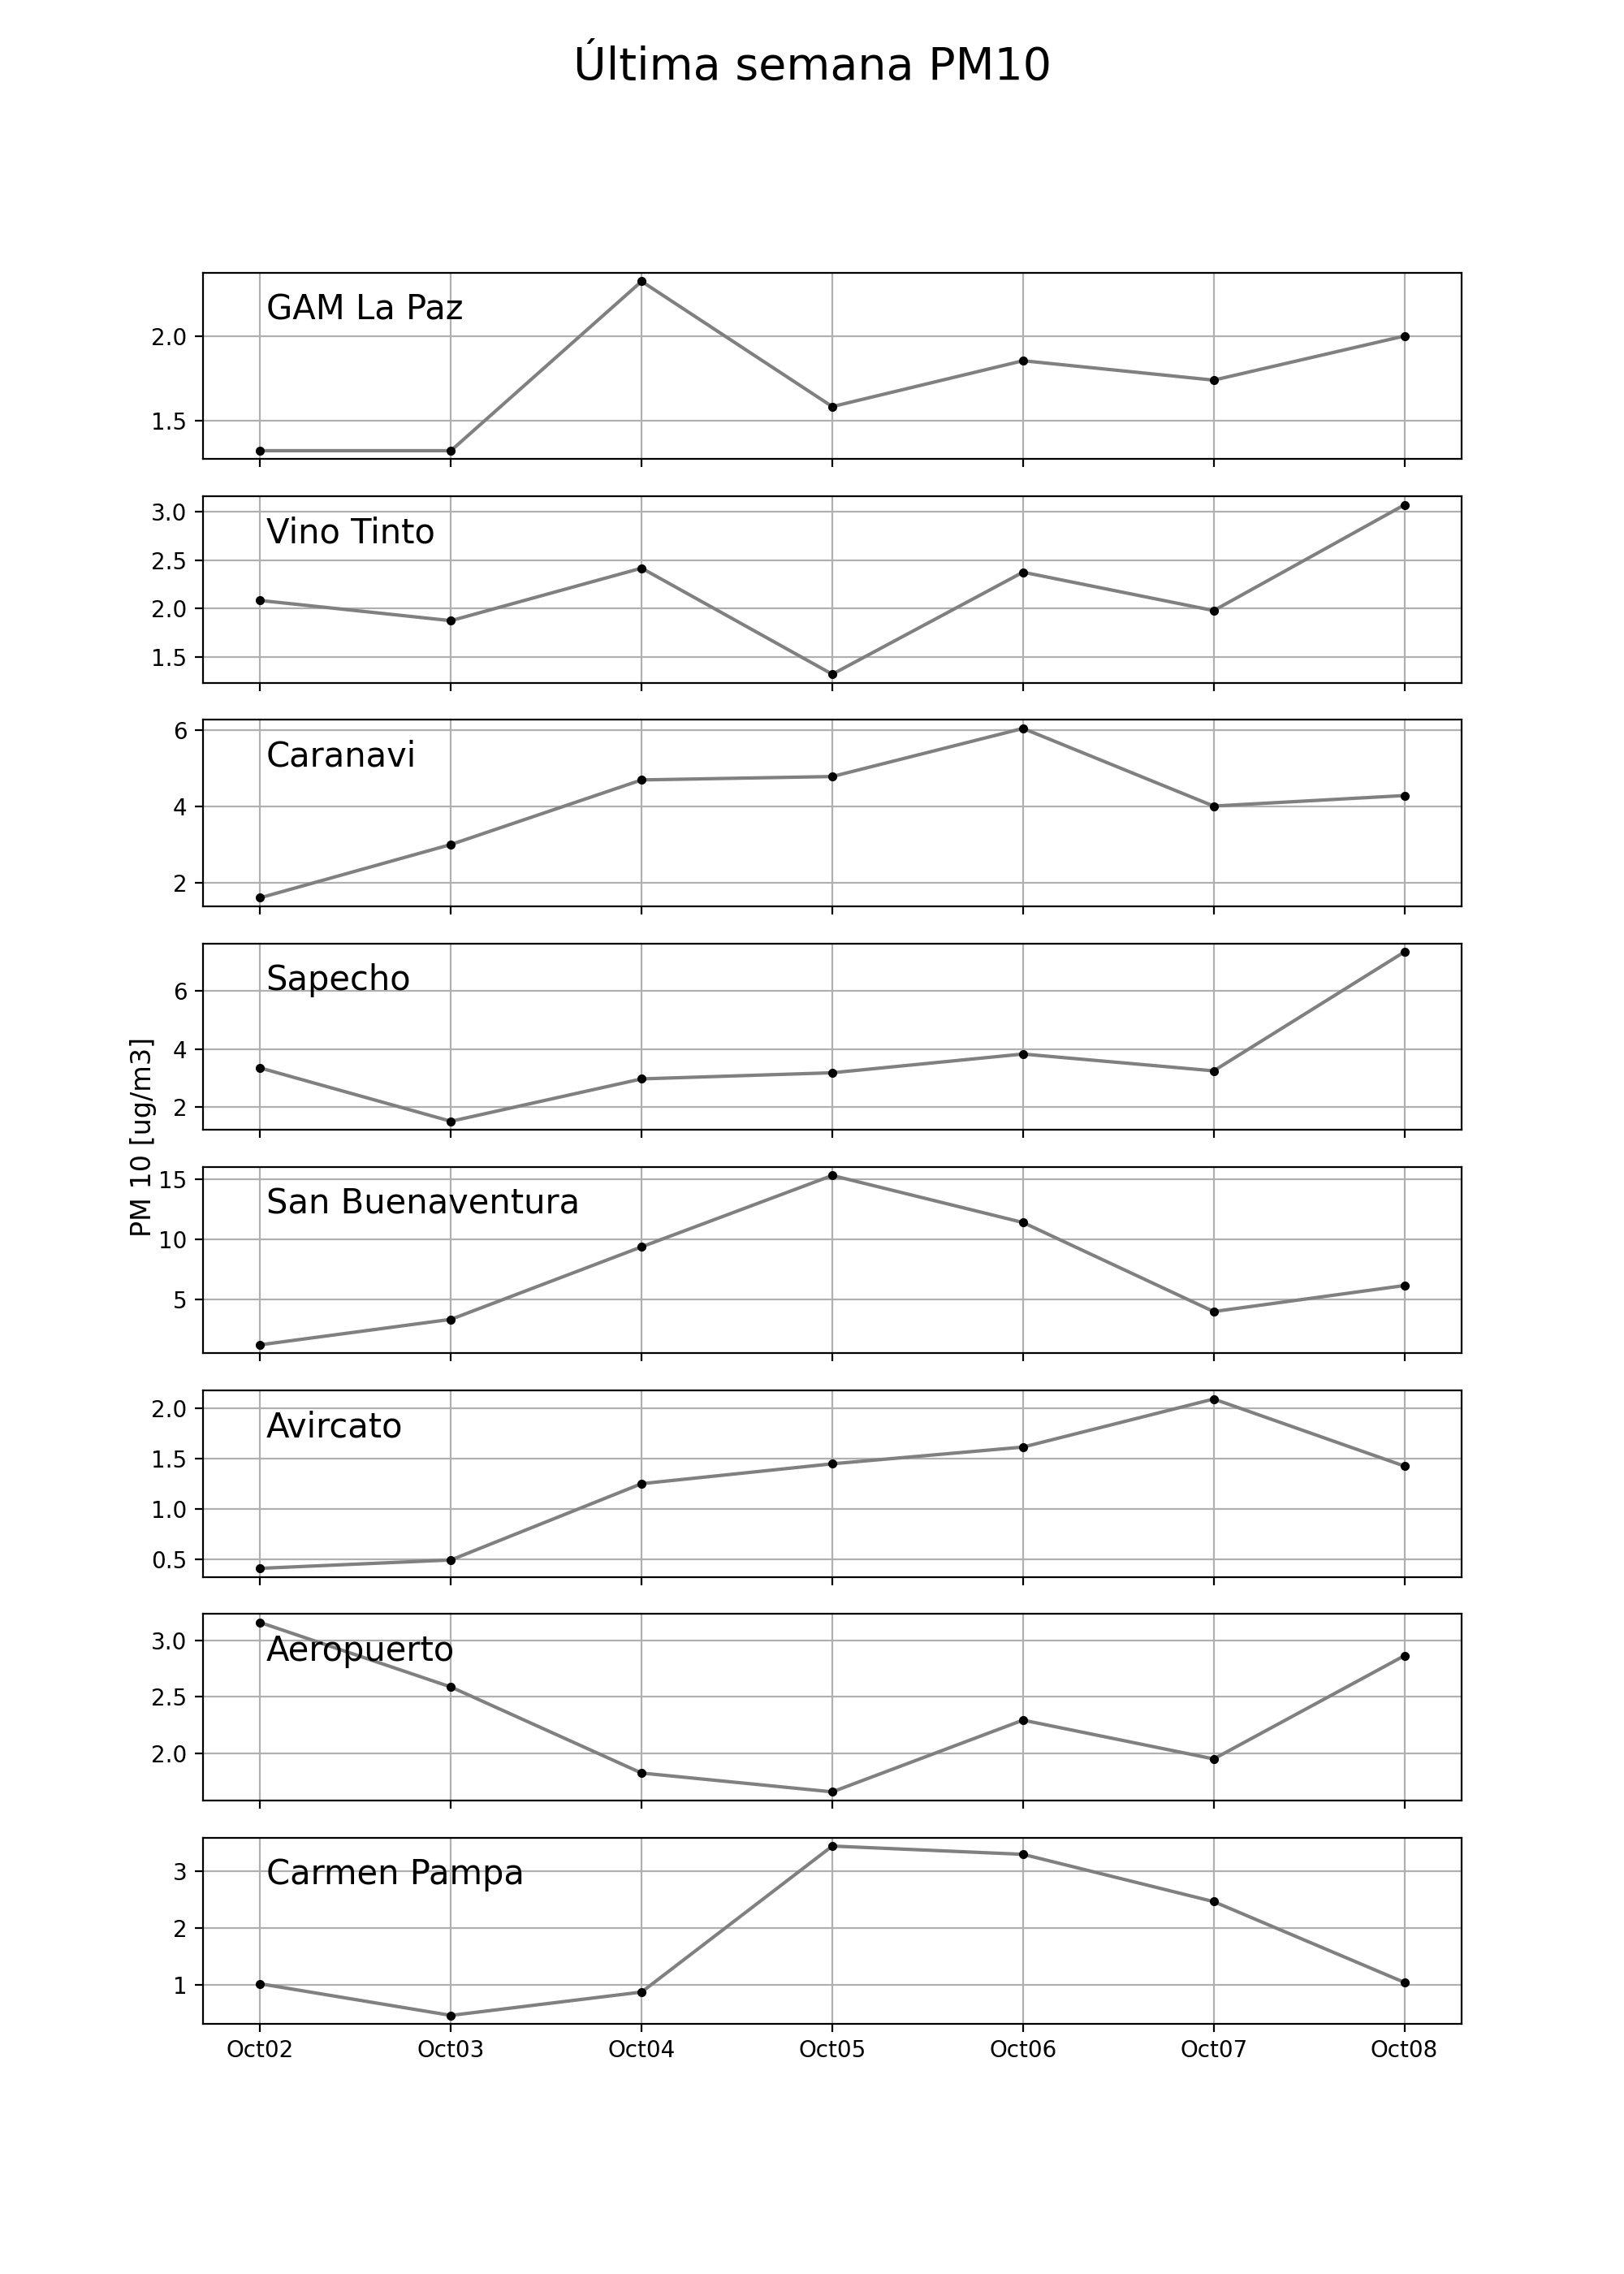 Última semana PM10
GAM La Paz
2.0
1.5
Vino Tinto
3.0
2.5
2.0
1.5
Caranavi
6
4
2
Sapecho
6
4
2
PM 10 [ug/m3]
San Buenaventura
15
10
5
Avircato
2.0
1.5
1.0
0.5
Aeropuerto
3.0
2.5
2.0
Carmen Pampa
3
2
1
Oct02 Oct03 Oct04 Oct05 Oct06 Oct07 Oct08